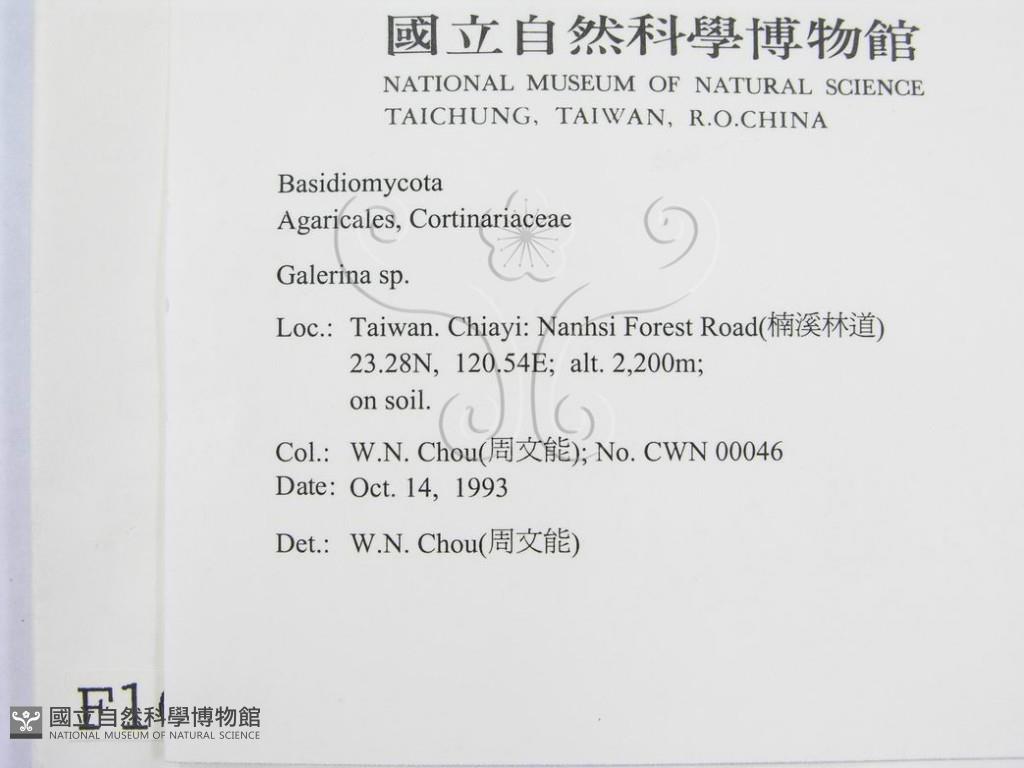 國立自然科學博物館
NATIONAL MUSEUM OF NATURAL SCIENCE
TAICHUNG, TAIWAN, R.O.CHINA
Basidiomycota
Agaricales, Cortinariaceae
Galerina sp.
Loc.: Taiwan. Chiayi: Nanhsi Forest Road(楠溪林道)
23.28N, 120.54E; alt. 2,200m;
on soil.
Col.: W.N. Chou(周文能); No. CWN 00046
Date: Oct. 14, 1993
Det.: W.N. Chou(周文能)
國立自然科學博物館
NATIONAL MUSEUM OF NATURAL SCIENCE